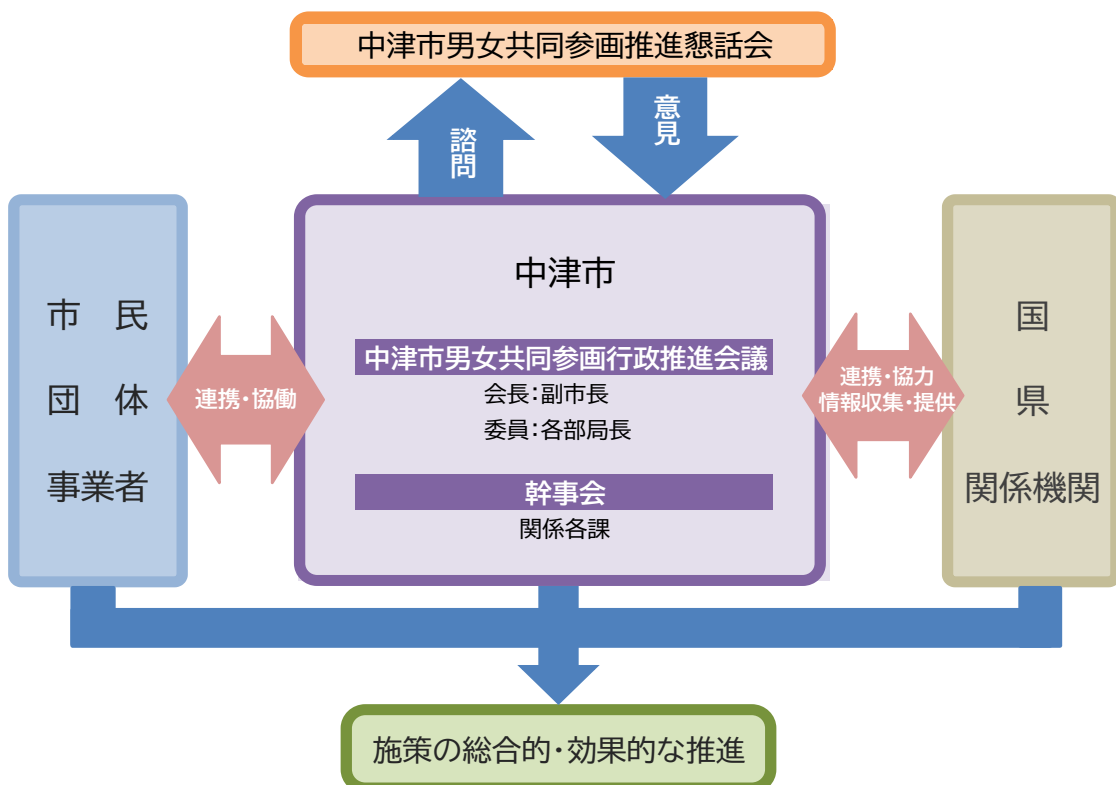 中津市男女共同参画推進懇話会
諮問
意見
市　民
団　体
事業者
連携・協働
中津市
中津市男女共同参画行政推進会議
会長：副市長
委員：各部局長
幹事会
関係各課
連携・協力
情報収集・提供
国
県
関係機関
施策の総合的・効果的な推進